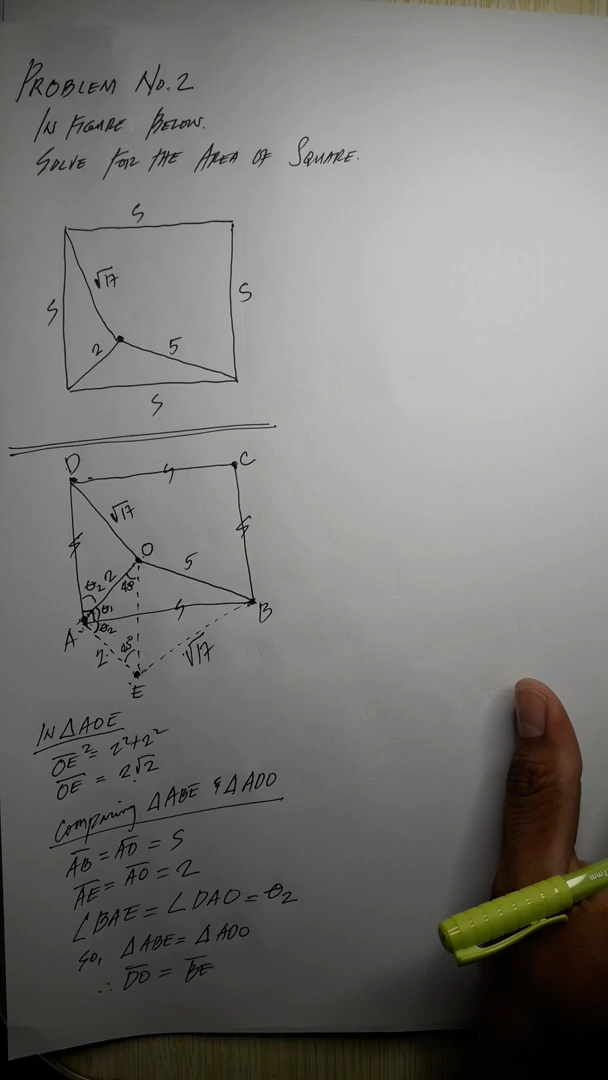 PROBLEM No. 2
IN FIGURE BELOW.
SOLVE FOR THE AREA OF SQUARE.
S
√17
S
S
2
5
S
D
S
C
√17
S
S
O
θ₂
2
45°
5
θ₁
S
A
θ₂
B
2
45°
√17
E
IN △AOE
OE² = 2²+2²
OE = 2√2
Comparing △ABE & △ADO
AB = AD = S
AE = AO = 2
∠BAE = ∠DAO = θ₂
SO, △ABE = △ADO
∴ DO = BE
7mm